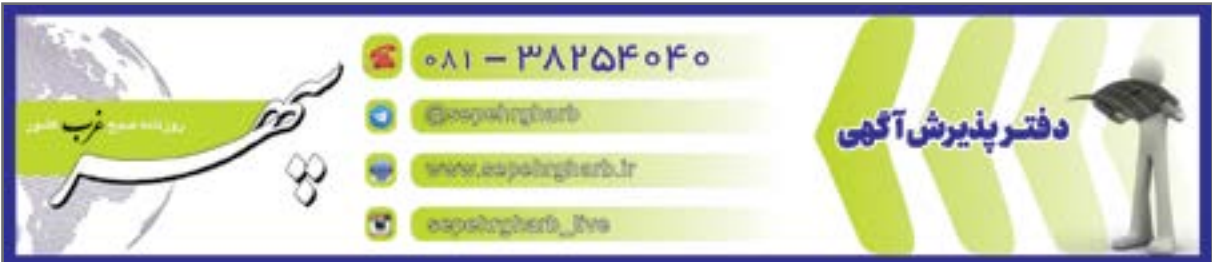 دفتر پذیرش آگهی
۰۸۱ – ۳۸۲۵۴۰۴۰
@sepehrgharb
www.sepehrgharb.ir
sepehrgharb_live
سپهر
روزنامه صبح غرب کشور